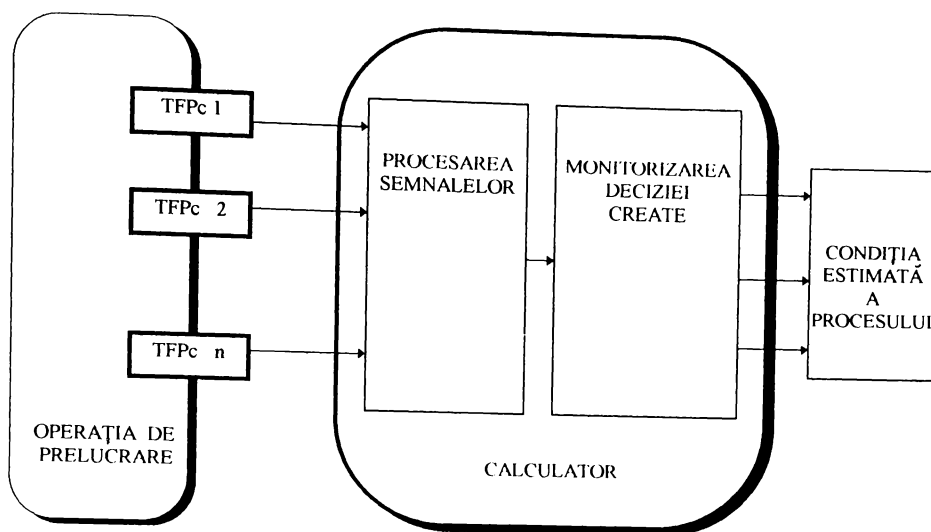 TFPc 1
TFPc 2
TFPc n
OPERAȚIA DE
PRELUCRARE
PROCESAREA
SEMNALELOR
MONITORIZAREA
DECIZIEI
CREATE
CALCULATOR
CONDIȚIA
ESTIMATĂ
A
PROCESULUI